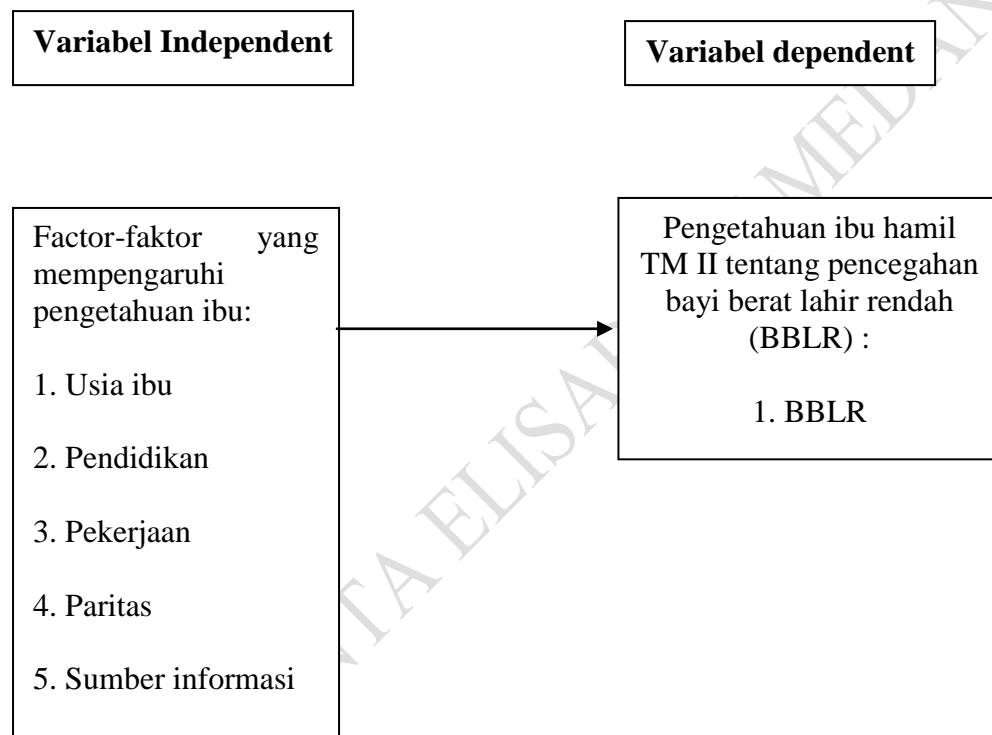 Variabel Independent
Variabel dependent
Factor-faktor yang
mempengaruhi
pengetahuan ibu:
1. Usia ibu
2. Pendidikan
3. Pekerjaan
4. Paritas
5. Sumber informasi
Pengetahuan ibu hamil
TM II tentang pencegahan
bayi berat lahir rendah
(BBLR) :
1. BBLR